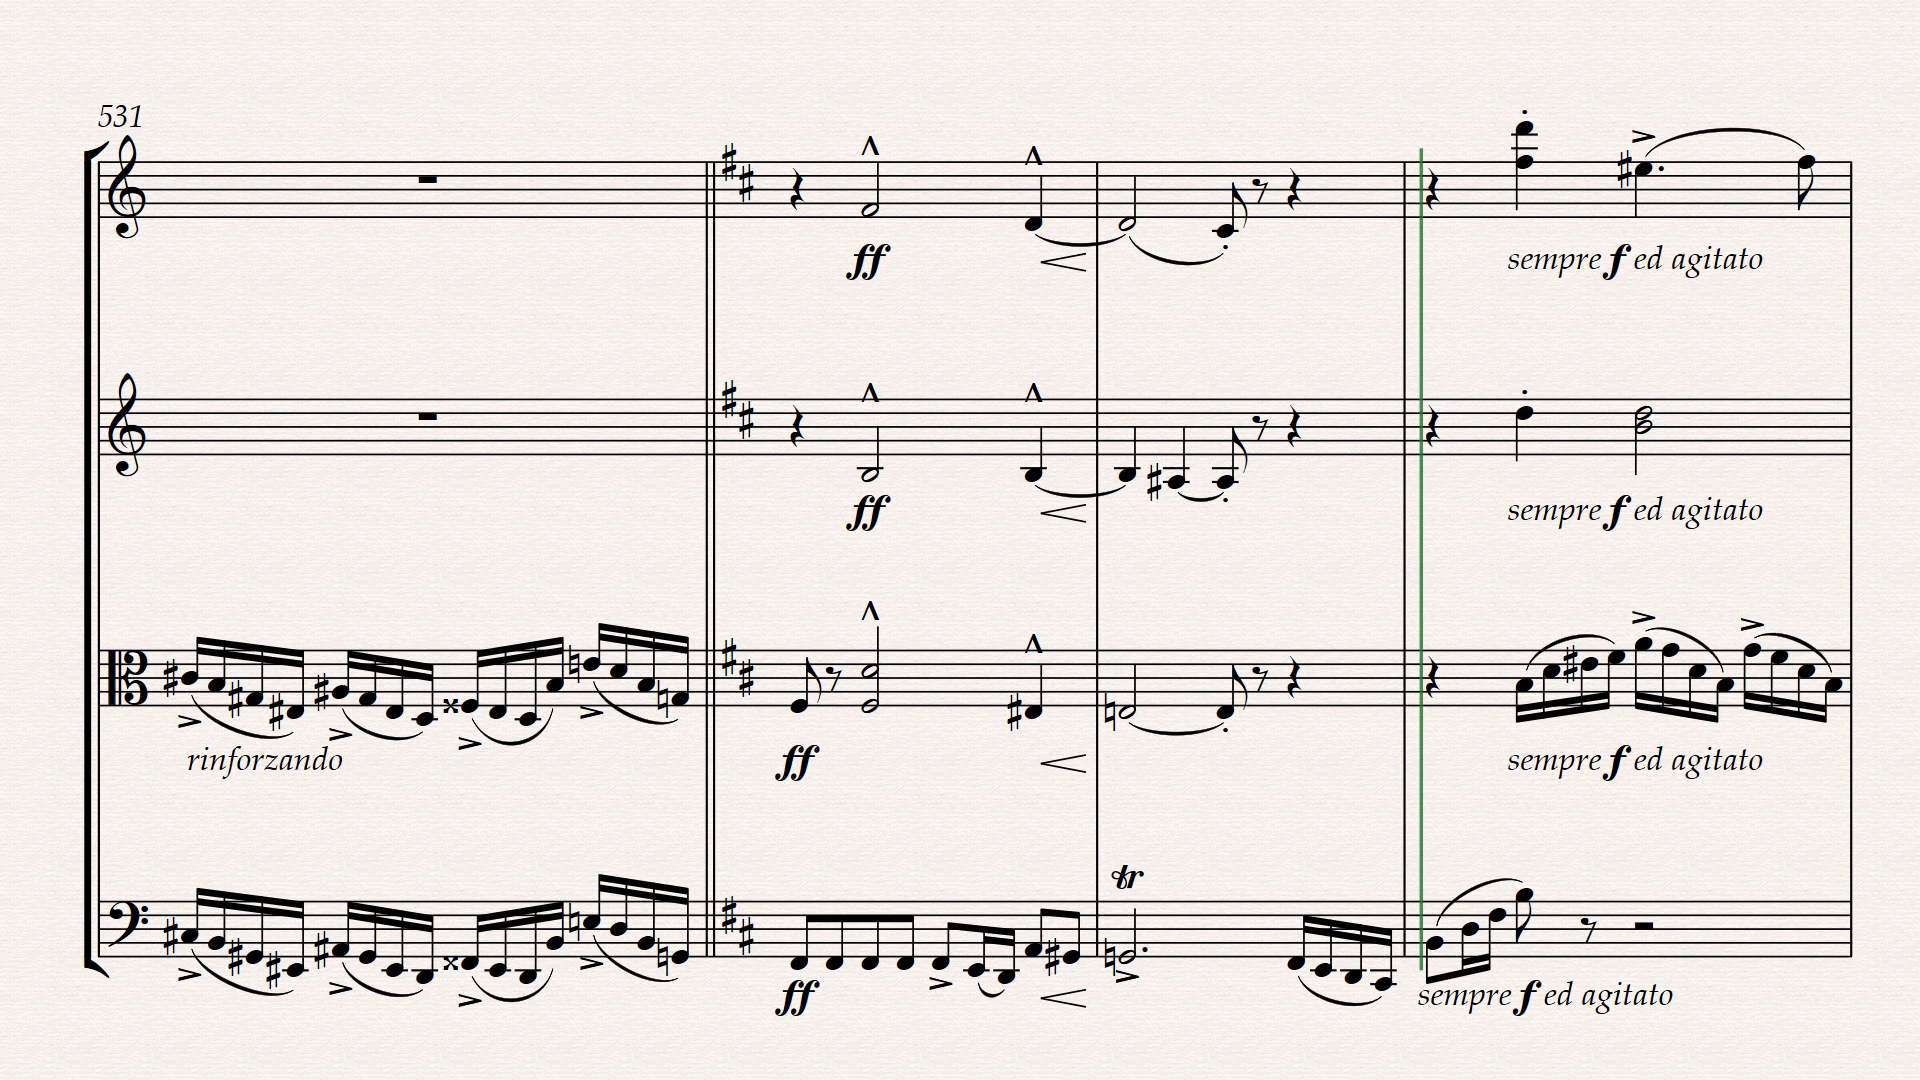 531
ff
sempre f ed agitato
ff
sempre f ed agitato
rinforzando
ff
sempre f ed agitato
tr
ff
sempre f ed agitato